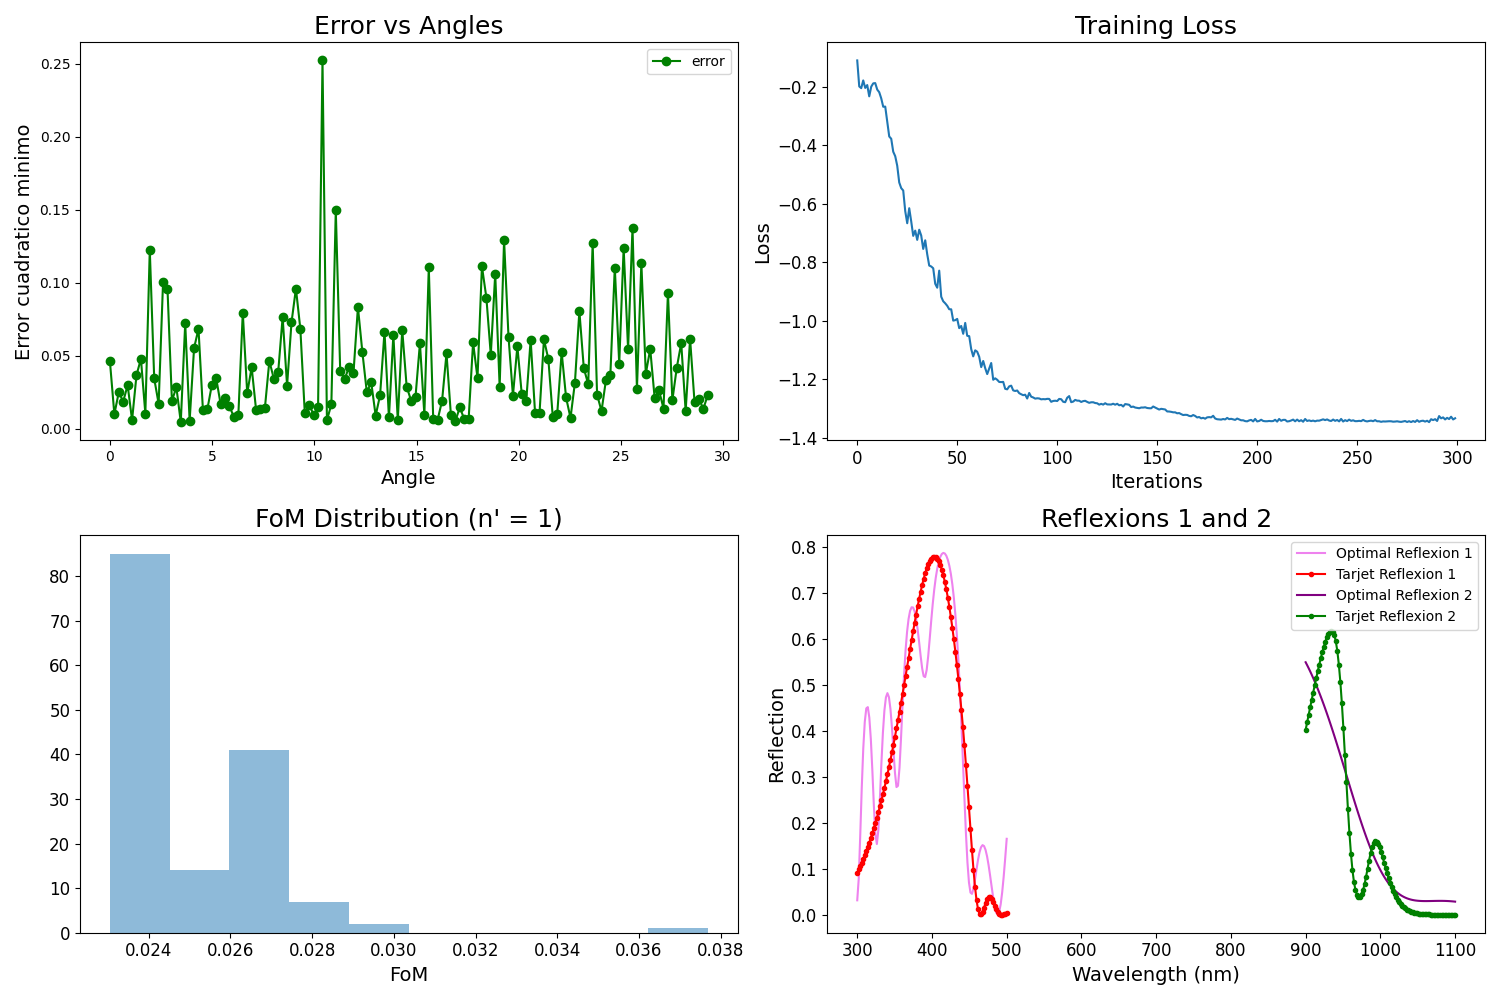 Error vs Angles
error
Error cuadratico minimo
0.25
0.20
0.15
0.10
0.05
0.00
0 5 10 15 20 25 30
Angle
Training Loss
Loss
−0.2
−0.4
−0.6
−0.8
−1.0
−1.2
−1.4
0 50 100 150 200 250 300
Iterations
FoM Distribution (n' = 1)
80
70
60
50
40
30
20
10
0
0.024 0.026 0.028 0.030 0.032 0.034 0.036 0.038
FoM
Reflexions 1 and 2
Optimal Reflexion 1
Tarjet Reflexion 1
Optimal Reflexion 2
Tarjet Reflexion 2
Reflection
0.8
0.7
0.6
0.5
0.4
0.3
0.2
0.1
0.0
300 400 500 600 700 800 900 1000 1100
Wavelength (nm)